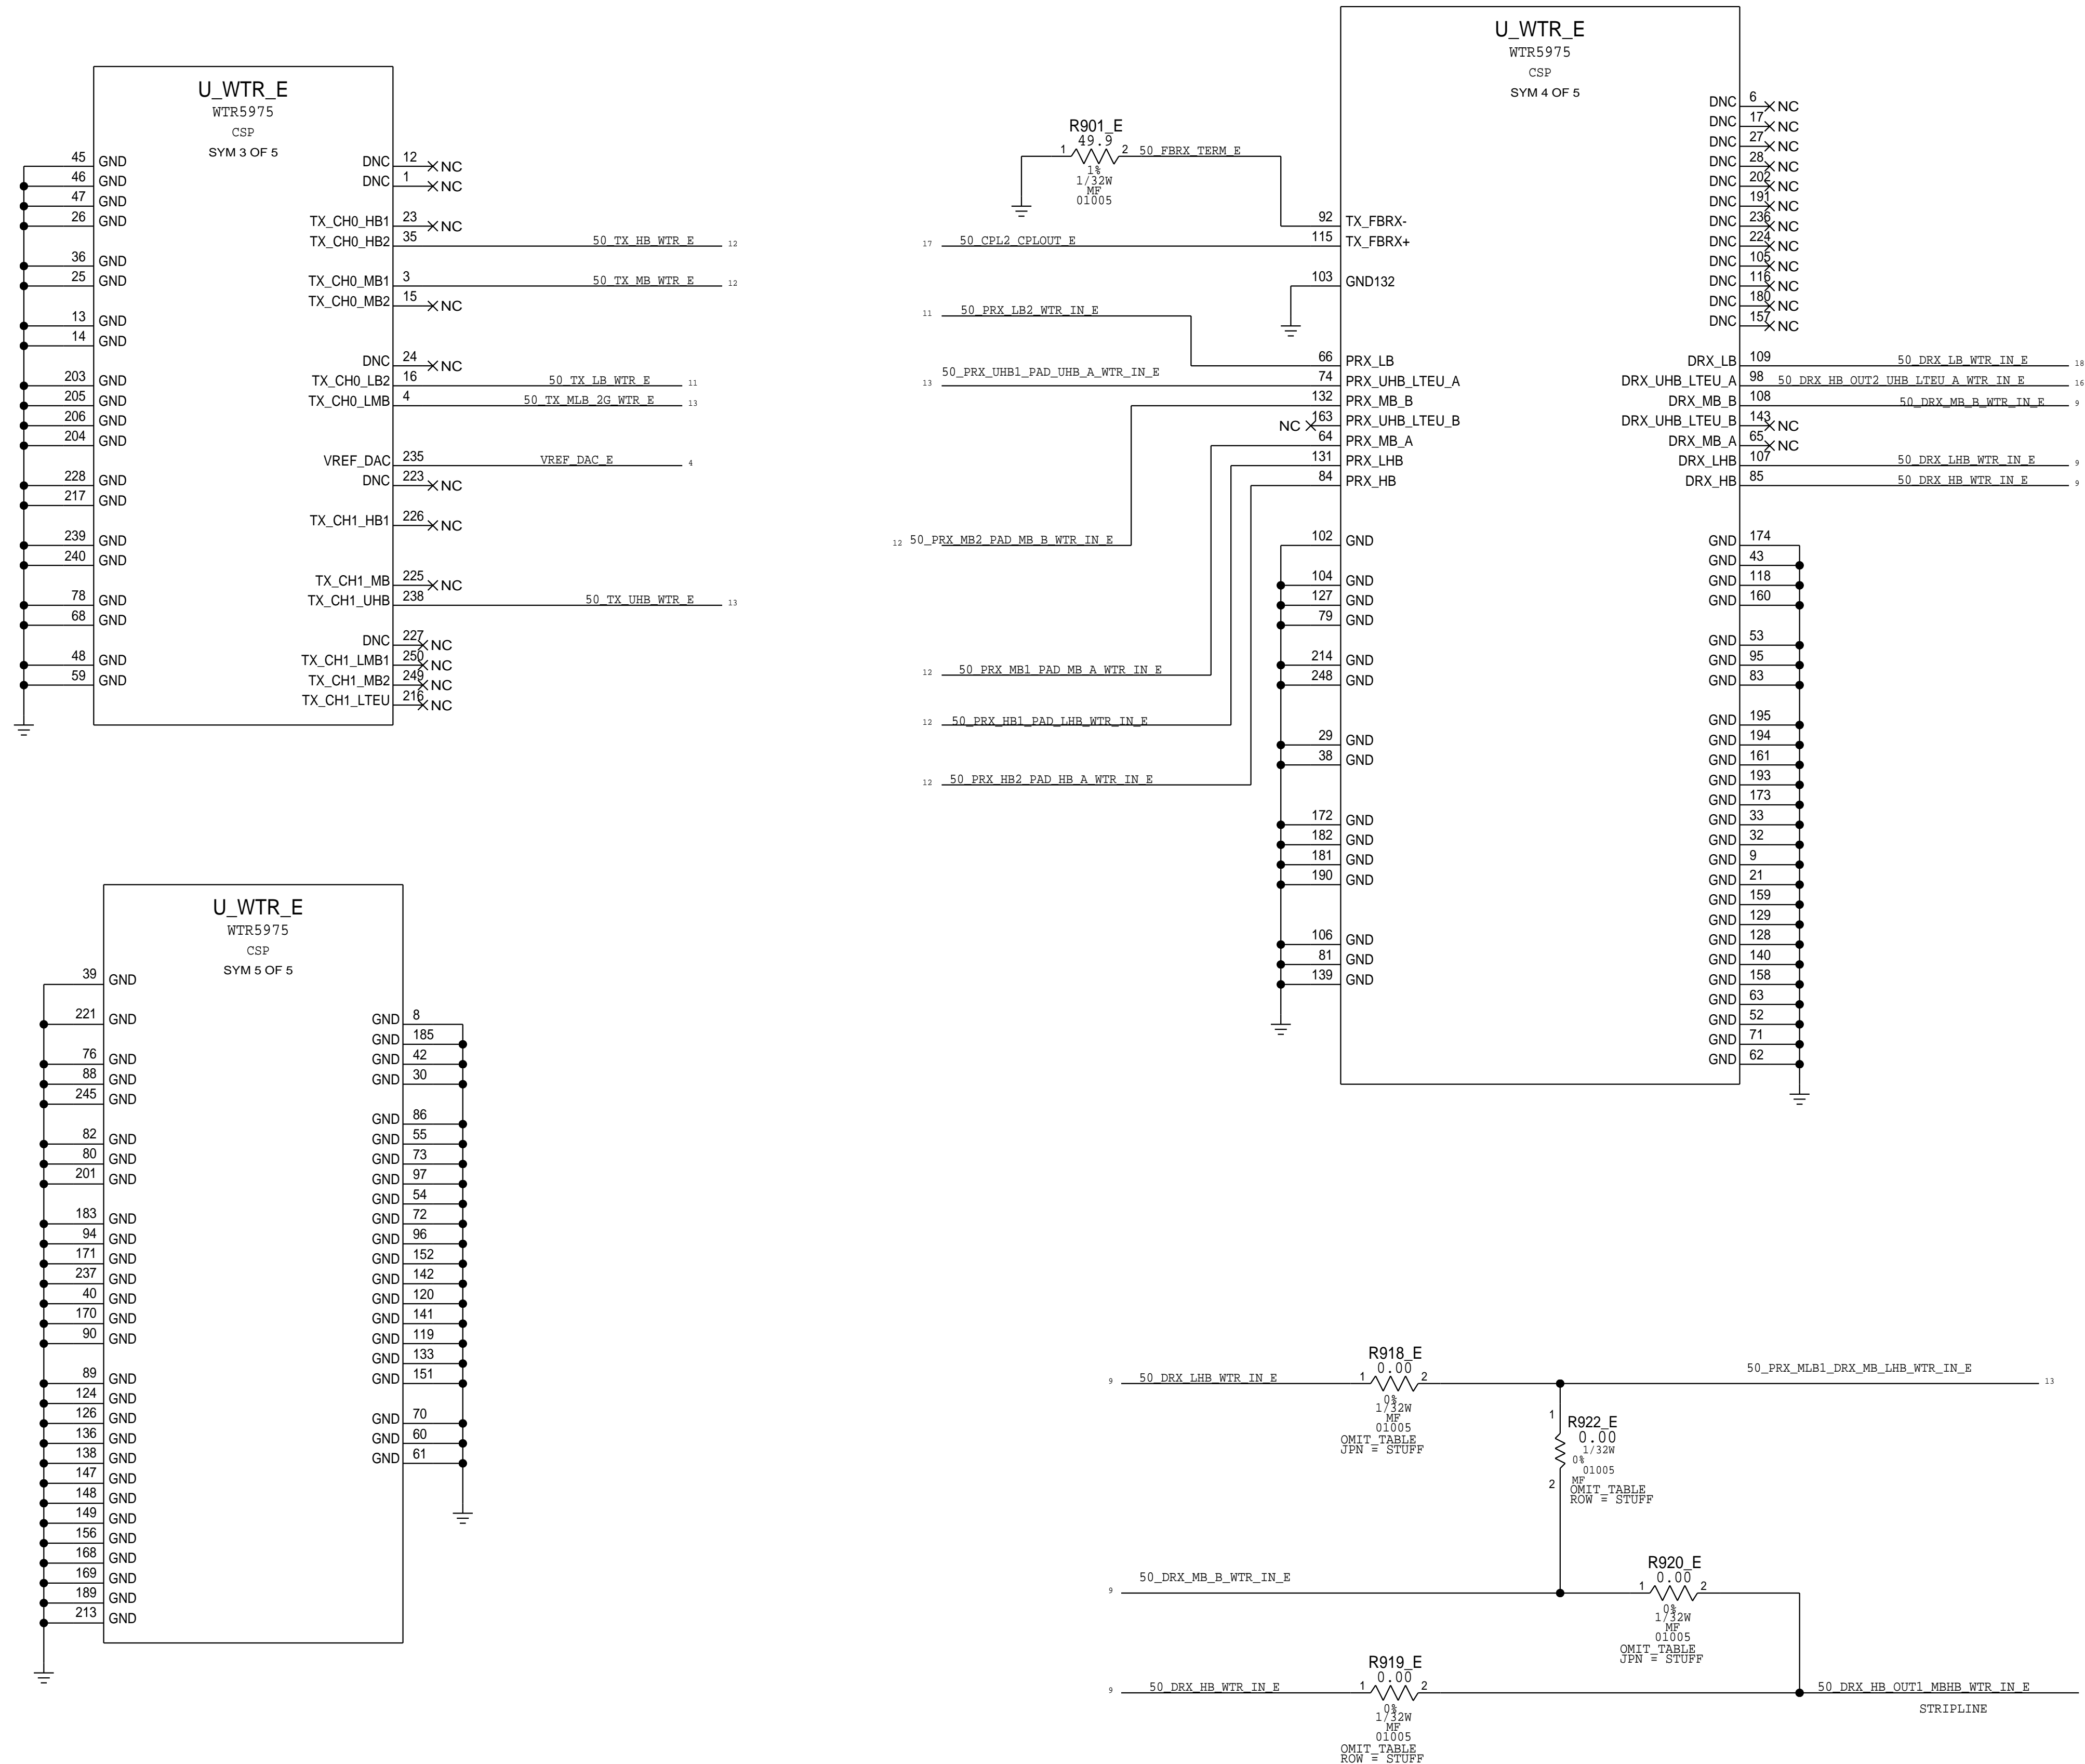 U_WTR_E
WTR5975
CSP
SYM 3 OF 5
45 GND
46 GND
47 GND
26 GND
36 GND
25 GND
13 GND
14 GND
203 GND
205 GND
206 GND
204 GND
228 GND
217 GND
239 GND
240 GND
78 GND
68 GND
48 GND
59 GND
DNC 12 NC
DNC 1 NC
TX_CH0_HB1 23 NC
TX_CH0_HB2 35 50_TX_HB_WTR_E 12
TX_CH0_MB1 3 50_TX_MB_WTR_E 12
TX_CH0_MB2 15 NC
DNC 24 NC
TX_CH0_LB2 16 50_TX_LB_WTR_E 11
TX_CH0_LMB 4 50_TX_MLB_2G_WTR_E 13
VREF_DAC 235 VREF_DAC_E 4
DNC 223 NC
TX_CH1_HB1 226 NC
TX_CH1_MB 225 NC
TX_CH1_UHB 238 50_TX_UHB_WTR_E 13
DNC 227 NC
TX_CH1_LMB1 250 NC
TX_CH1_MB2 249 NC
TX_CH1_LTEU 216 NC
U_WTR_E
WTR5975
CSP
SYM 4 OF 5
R901_E
49.9
1 2 50_FBRX_TERM_E
1%
1/32W
MF
01005
92 TX_FBRX-
17 50_CPL2_CPLOUT_E 115 TX_FBRX+
103 GND132
11 50_PRX_LB2_WTR_IN_E
66 PRX_LB
13 50_PRX_UHB1_PAD_UHB_A_WTR_IN_E 74 PRX_UHB_LTEU_A
132 PRX_MB_B
NC 163 PRX_UHB_LTEU_B
64 PRX_MB_A
131 PRX_LHB
84 PRX_HB
12 50_PRX_MB2_PAD_MB_B_WTR_IN_E
12 50_PRX_MB1_PAD_MB_A_WTR_IN_E
12 50_PRX_HB1_PAD_LHB_WTR_IN_E
12 50_PRX_HB2_PAD_HB_A_WTR_IN_E
102 GND
104 GND
127 GND
79 GND
214 GND
248 GND
29 GND
38 GND
172 GND
182 GND
181 GND
190 GND
106 GND
81 GND
139 GND
DNC 6 NC
DNC 17 NC
DNC 27 NC
DNC 28 NC
DNC 202 NC
DNC 191 NC
DNC 236 NC
DNC 224 NC
DNC 105 NC
DNC 116 NC
DNC 180 NC
DNC 157 NC
DRX_LB 109 50_DRX_LB_WTR_IN_E 18
DRX_UHB_LTEU_A 98 50_DRX_HB_OUT2_UHB_LTEU_A_WTR_IN_E 16
DRX_MB_B 108 50_DRX_MB_B_WTR_IN_E 9
DRX_UHB_LTEU_B 143 NC
DRX_MB_A 65 NC
DRX_LHB 107 50_DRX_LHB_WTR_IN_E 9
DRX_HB 85 50_DRX_HB_WTR_IN_E 9
GND 174
GND 43
GND 118
GND 160
GND 53
GND 95
GND 83
GND 195
GND 194
GND 161
GND 193
GND 173
GND 33
GND 32
GND 9
GND 21
GND 159
GND 129
GND 128
GND 140
GND 158
GND 63
GND 52
GND 71
GND 62
U_WTR_E
WTR5975
CSP
SYM 5 OF 5
39 GND
221 GND
76 GND
88 GND
245 GND
82 GND
80 GND
201 GND
183 GND
94 GND
171 GND
237 GND
40 GND
170 GND
90 GND
89 GND
124 GND
126 GND
136 GND
138 GND
147 GND
148 GND
149 GND
156 GND
168 GND
169 GND
189 GND
213 GND
GND 8
GND 185
GND 42
GND 30
GND 86
GND 55
GND 73
GND 97
GND 54
GND 72
GND 96
GND 152
GND 142
GND 120
GND 141
GND 119
GND 133
GND 151
GND 70
GND 60
GND 61
R918_E
0.00
9 50_DRX_LHB_WTR_IN_E 1 2 50_PRX_MLB1_DRX_MB_LHB_WTR_IN_E 13
0%
1/32W
MF
01005
OMIT_TABLE
JPN = STUFF
1
R922_E
0.00
1/32W
0%
01005
MF
2
OMIT_TABLE
ROW = STUFF
R920_E
0.00
9 50_DRX_MB_B_WTR_IN_E 1 2
0%
1/32W
MF
01005
OMIT_TABLE
JPN = STUFF
R919_E
0.00
9 50_DRX_HB_WTR_IN_E 1 2 50_DRX_HB_OUT1_MBHB_WTR_IN_E
STRIPLINE
0%
1/32W
MF
01005
OMIT_TABLE
ROW = STUFF